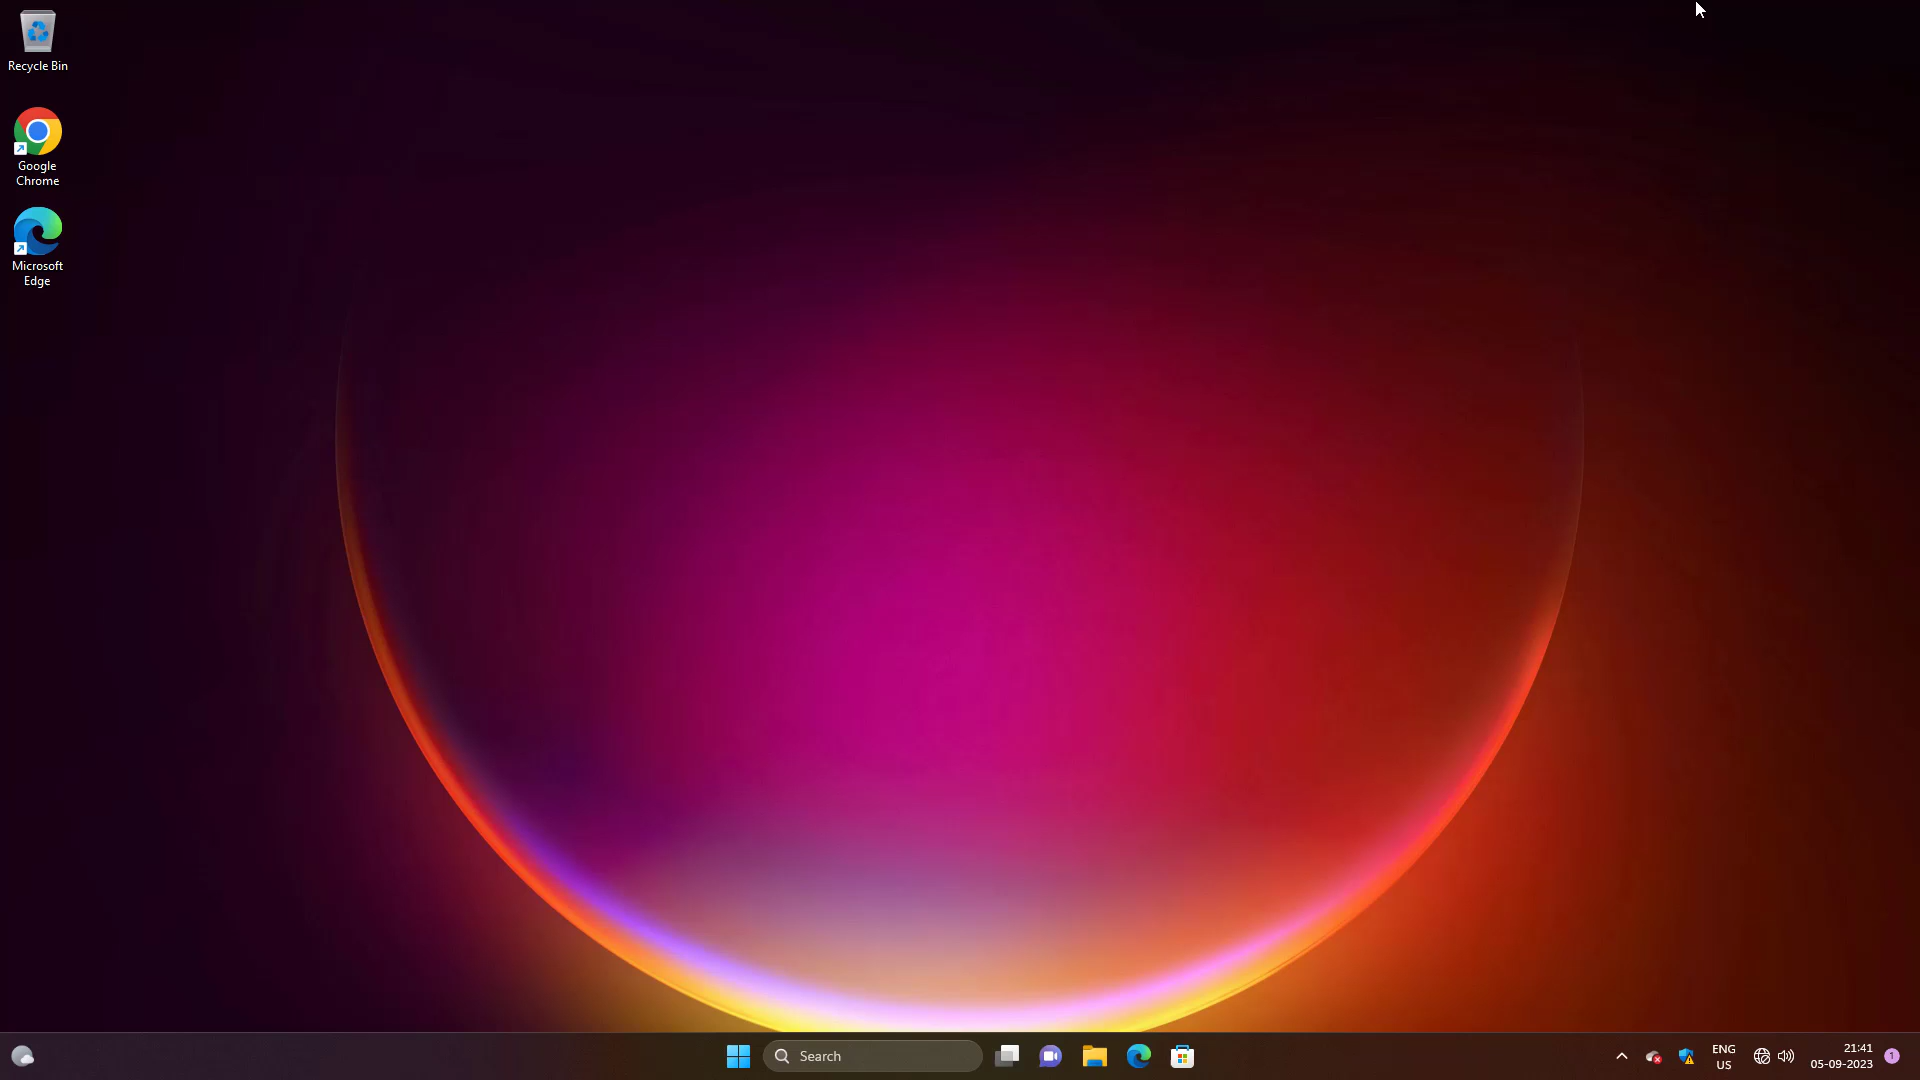 Recycle Bin
Google
Chrome
Microsoft
Edge
Search
ENG
US
21:41
05-09-2023
1